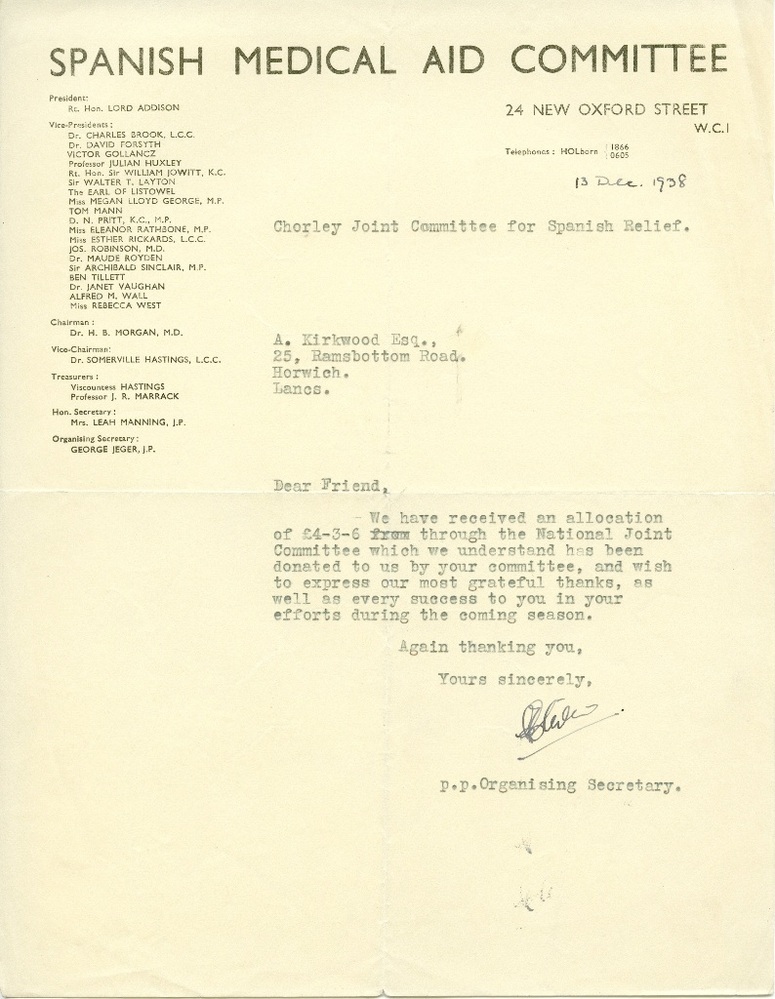 SPANISH MEDICAL AID COMMITTEE
President:
Rt. Hon. LORD ADDISON
Vice-Presidents:
Dr. CHARLES BROOK, L.C.C.
Dr. DAVID FORSYTH
VICTOR GOLLANCZ
Professor JULIAN HUXLEY
Rt. Hon. Sir WILLIAM JOWITT, K.C.
Sir WALTER T. LAYTON
The EARL OF LISTOWEL
Miss MEGAN LLOYD GEORGE, M.P.
TOM MANN
D. N. PRITT, K.C., M.P.
Miss ELEANOR RATHBONE, M.P.
Miss ESTHER RICKARDS, L.C.C.
JOS. ROBINSON, M.D.
Dr. MAUDE ROYDEN
Sir ARCHIBALD SINCLAIR, M.P.
BEN TILLETT
Dr. JANET VAUGHAN
ALFRED M. WALL
Miss REBECCA WEST
Chairman:
Dr. H. B. MORGAN, M.D.
Vice-Chairman:
Dr. SOMERVILLE HASTINGS, L.C.C.
Treasurers:
Viscountess HASTINGS
Professor J. R. MARRACK
Hon. Secretary:
Mrs. LEAH MANNING, J.P.
Organising Secretary:
GEORGE JEGER, J.P.
24 NEW OXFORD STREET
W.C.1
Telephones: HOLborn 1866
0605
13 Dec. 1938
Chorley Joint Committee for Spanish Relief.
A. Kirkwood Esq.,
25, Ramsbottom Road.
Horwich.
Lancs.
Dear Friend,
- We have received an allocation
of £4-3-6 from through the National Joint
Committee which we understand has been
donated to us by your committee, and wish
to express our most grateful thanks, as
well as every success to you in your
efforts during the coming season.
Again thanking you,
Yours sincerely,
p.p.Organising Secretary.